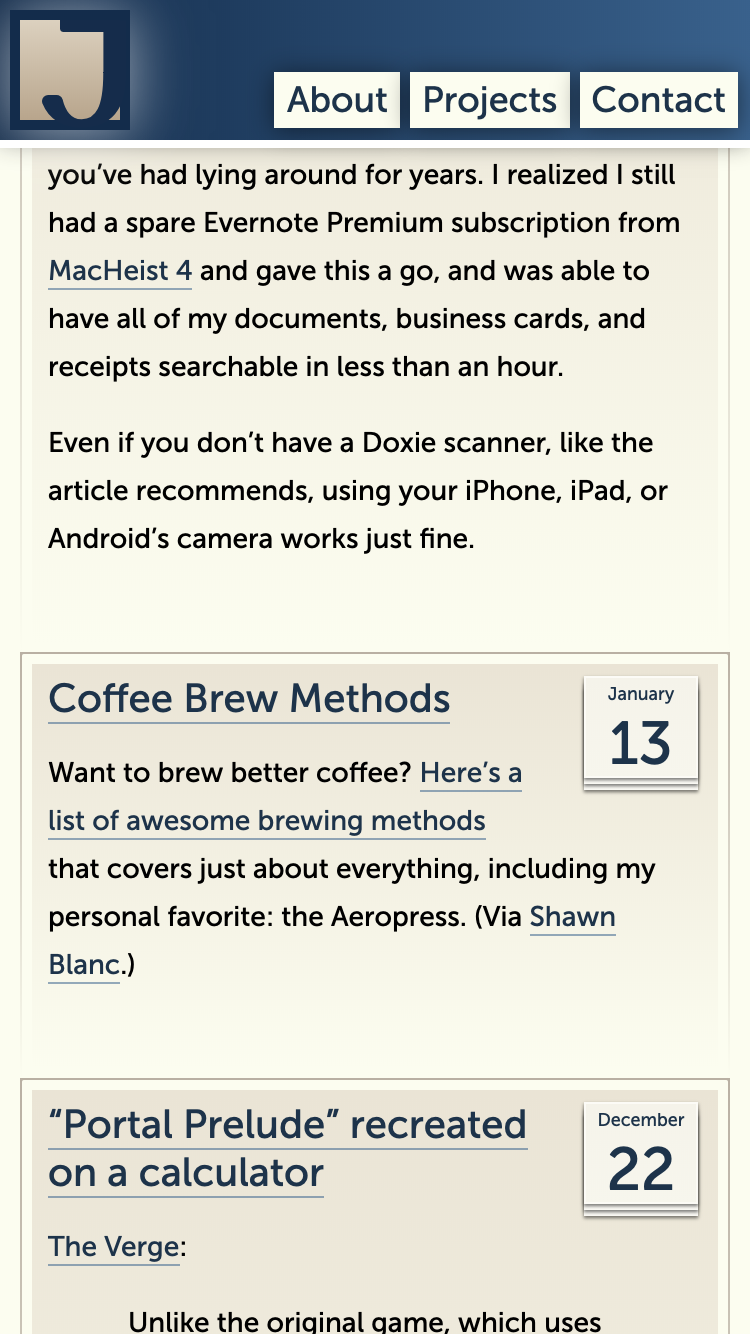 J
About Projects Contact
you’ve had lying around for years. I realized I still
had a spare Evernote Premium subscription from
MacHeist 4 and gave this a go, and was able to
have all of my documents, business cards, and
receipts searchable in less than an hour.
Even if you don’t have a Doxie scanner, like the
article recommends, using your iPhone, iPad, or
Android’s camera works just fine.
Coffee Brew Methods
January
13
Want to brew better coffee? Here’s a
list of awesome brewing methods
that covers just about everything, including my
personal favorite: the Aeropress. (Via Shawn
Blanc.)
“Portal Prelude” recreated
on a calculator
December
22
The Verge:
Unlike the original game, which uses